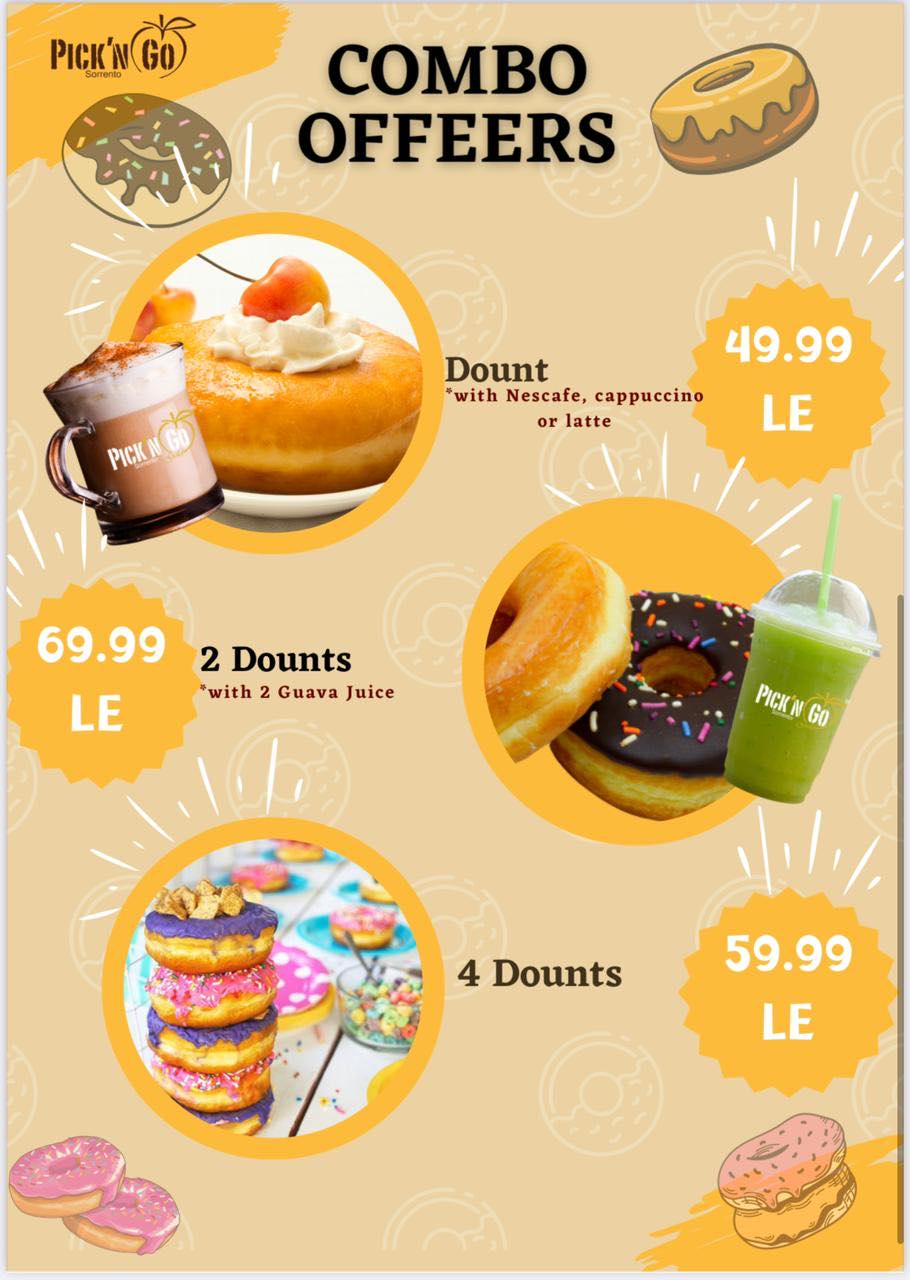 PICK'N GO
Sorrento
COMBO
OFFEERS
Dount
*with Nescafe, cappuccino
or latte
49.99
LE
PICK'N GO
69.99
LE
2 Dounts
*with 2 Guava Juice
PICK'N GO
Sorrento
4 Dounts
59.99
LE